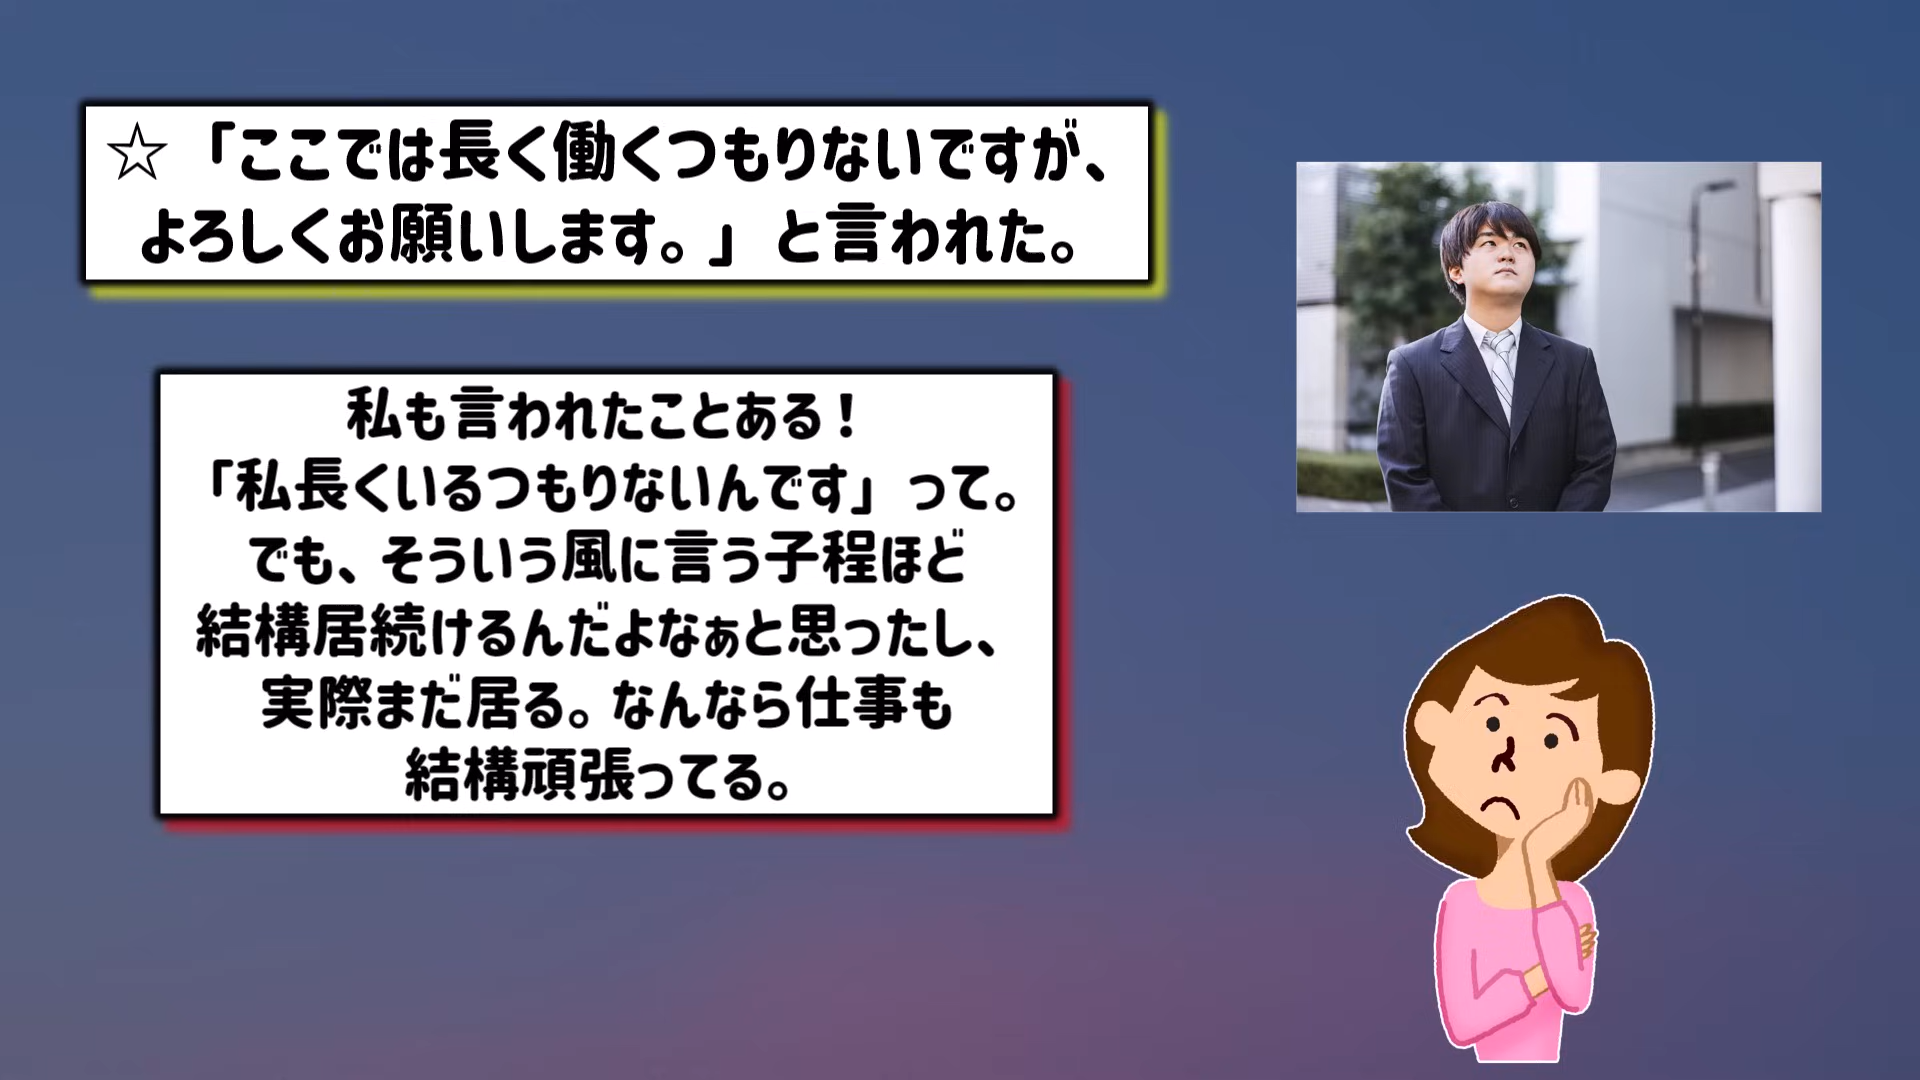 ☆「ここでは長く働くつもりないですが、
よろしくお願いします。」と言われた。
私も言われたことある！
「私長くいるつもりないんです」って。
でも、そういう風に言う子程ほど
結構居続けるんだよなぁと思ったし、
実際まだ居る。なんなら仕事も
結構頑張ってる。